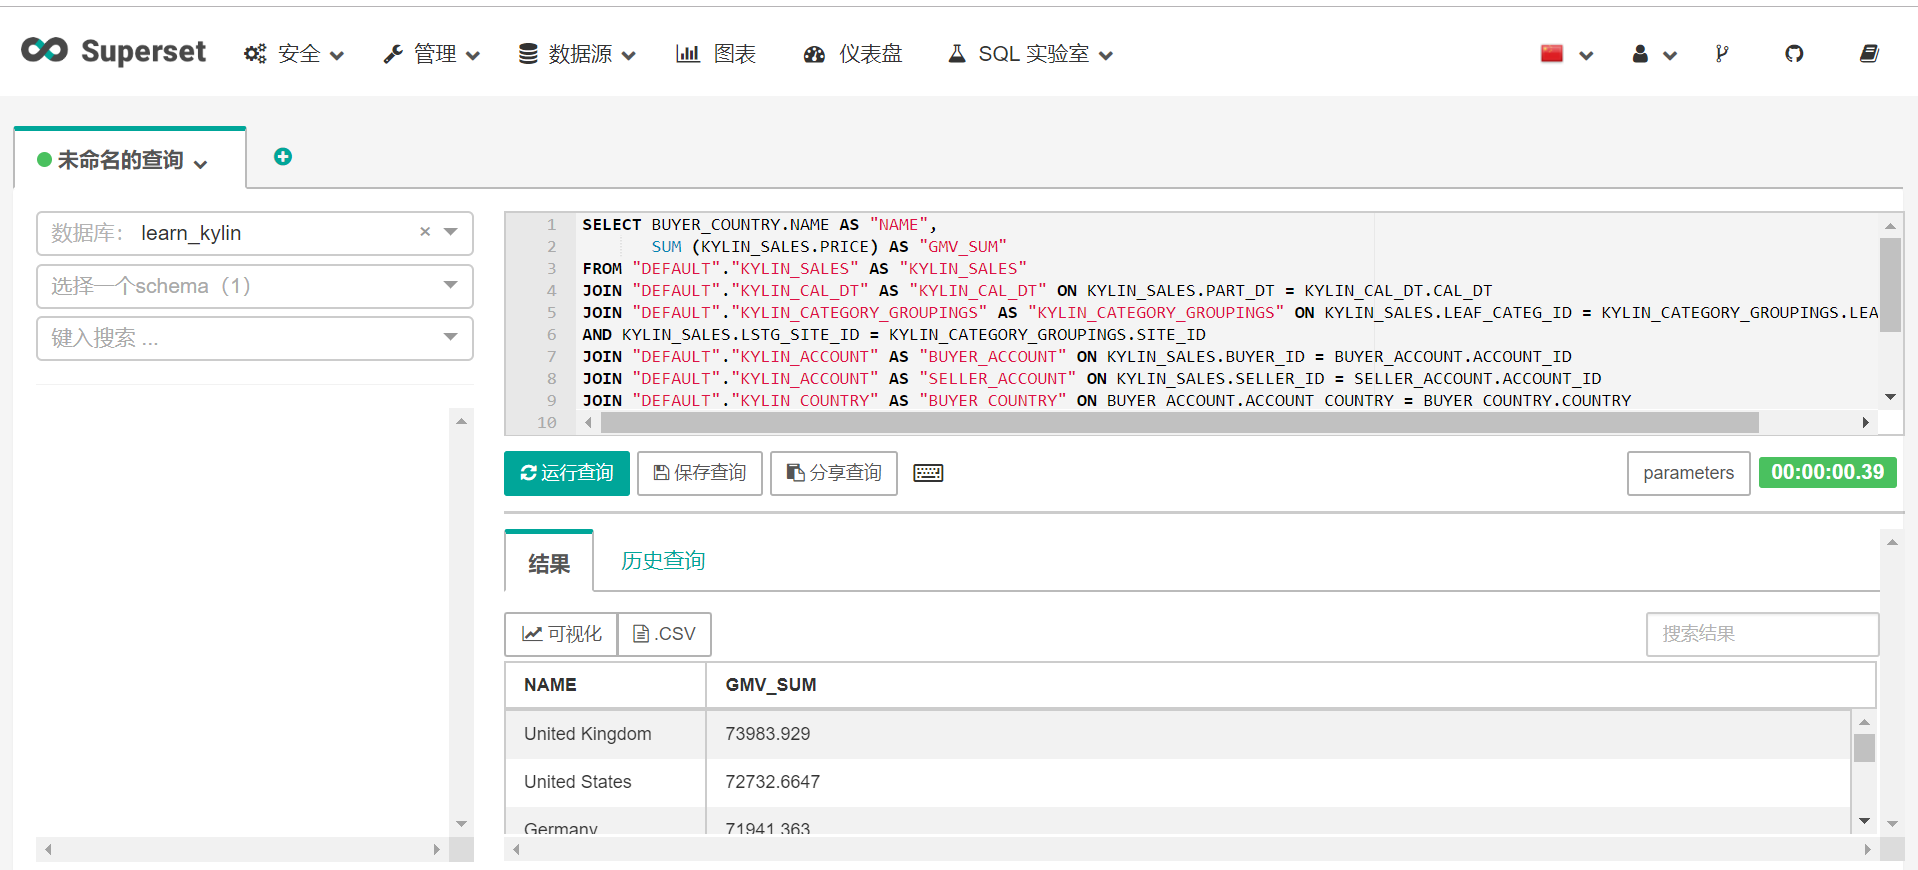 Superset 安全 管理 数据源 图表 仪表盘 SQL 实验室
未命名的查询
数据库： learn_kylin ×
选择一个schema（1）
键入搜索 ...
1 SELECT BUYER_COUNTRY.NAME AS "NAME",
2 SUM (KYLIN_SALES.PRICE) AS "GMV_SUM"
3 FROM "DEFAULT"."KYLIN_SALES" AS "KYLIN_SALES"
4 JOIN "DEFAULT"."KYLIN_CAL_DT" AS "KYLIN_CAL_DT" ON KYLIN_SALES.PART_DT = KYLIN_CAL_DT.CAL_DT
5 JOIN "DEFAULT"."KYLIN_CATEGORY_GROUPINGS" AS "KYLIN_CATEGORY_GROUPINGS" ON KYLIN_SALES.LEAF_CATEG_ID = KYLIN_CATEGORY_GROUPINGS.LEA
6 AND KYLIN_SALES.LSTG_SITE_ID = KYLIN_CATEGORY_GROUPINGS.SITE_ID
7 JOIN "DEFAULT"."KYLIN_ACCOUNT" AS "BUYER_ACCOUNT" ON KYLIN_SALES.BUYER_ID = BUYER_ACCOUNT.ACCOUNT_ID
8 JOIN "DEFAULT"."KYLIN_ACCOUNT" AS "SELLER_ACCOUNT" ON KYLIN_SALES.SELLER_ID = SELLER_ACCOUNT.ACCOUNT_ID
9 JOIN "DEFAULT"."KYLIN_COUNTRY" AS "BUYER_COUNTRY" ON BUYER_ACCOUNT.ACCOUNT_COUNTRY = BUYER_COUNTRY.COUNTRY
10
运行查询 保存查询 分享查询 parameters 00:00:00.39
结果 历史查询
可视化 .CSV 搜索结果
NAME GMV_SUM
United Kingdom 73983.929
United States 72732.6647
Germany 71941.363